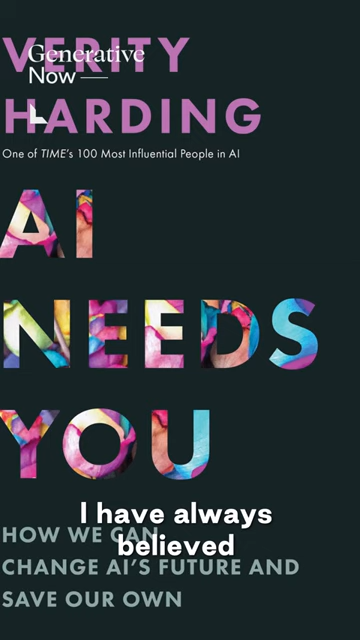 VERITY
Generative
Now
HARDING
One of TIME's 100 Most Influential People in AI
AI
NEEDS
YOU
I have always
believed
HOW WE CAN
CHANGE AI'S FUTURE AND
SAVE OUR OWN